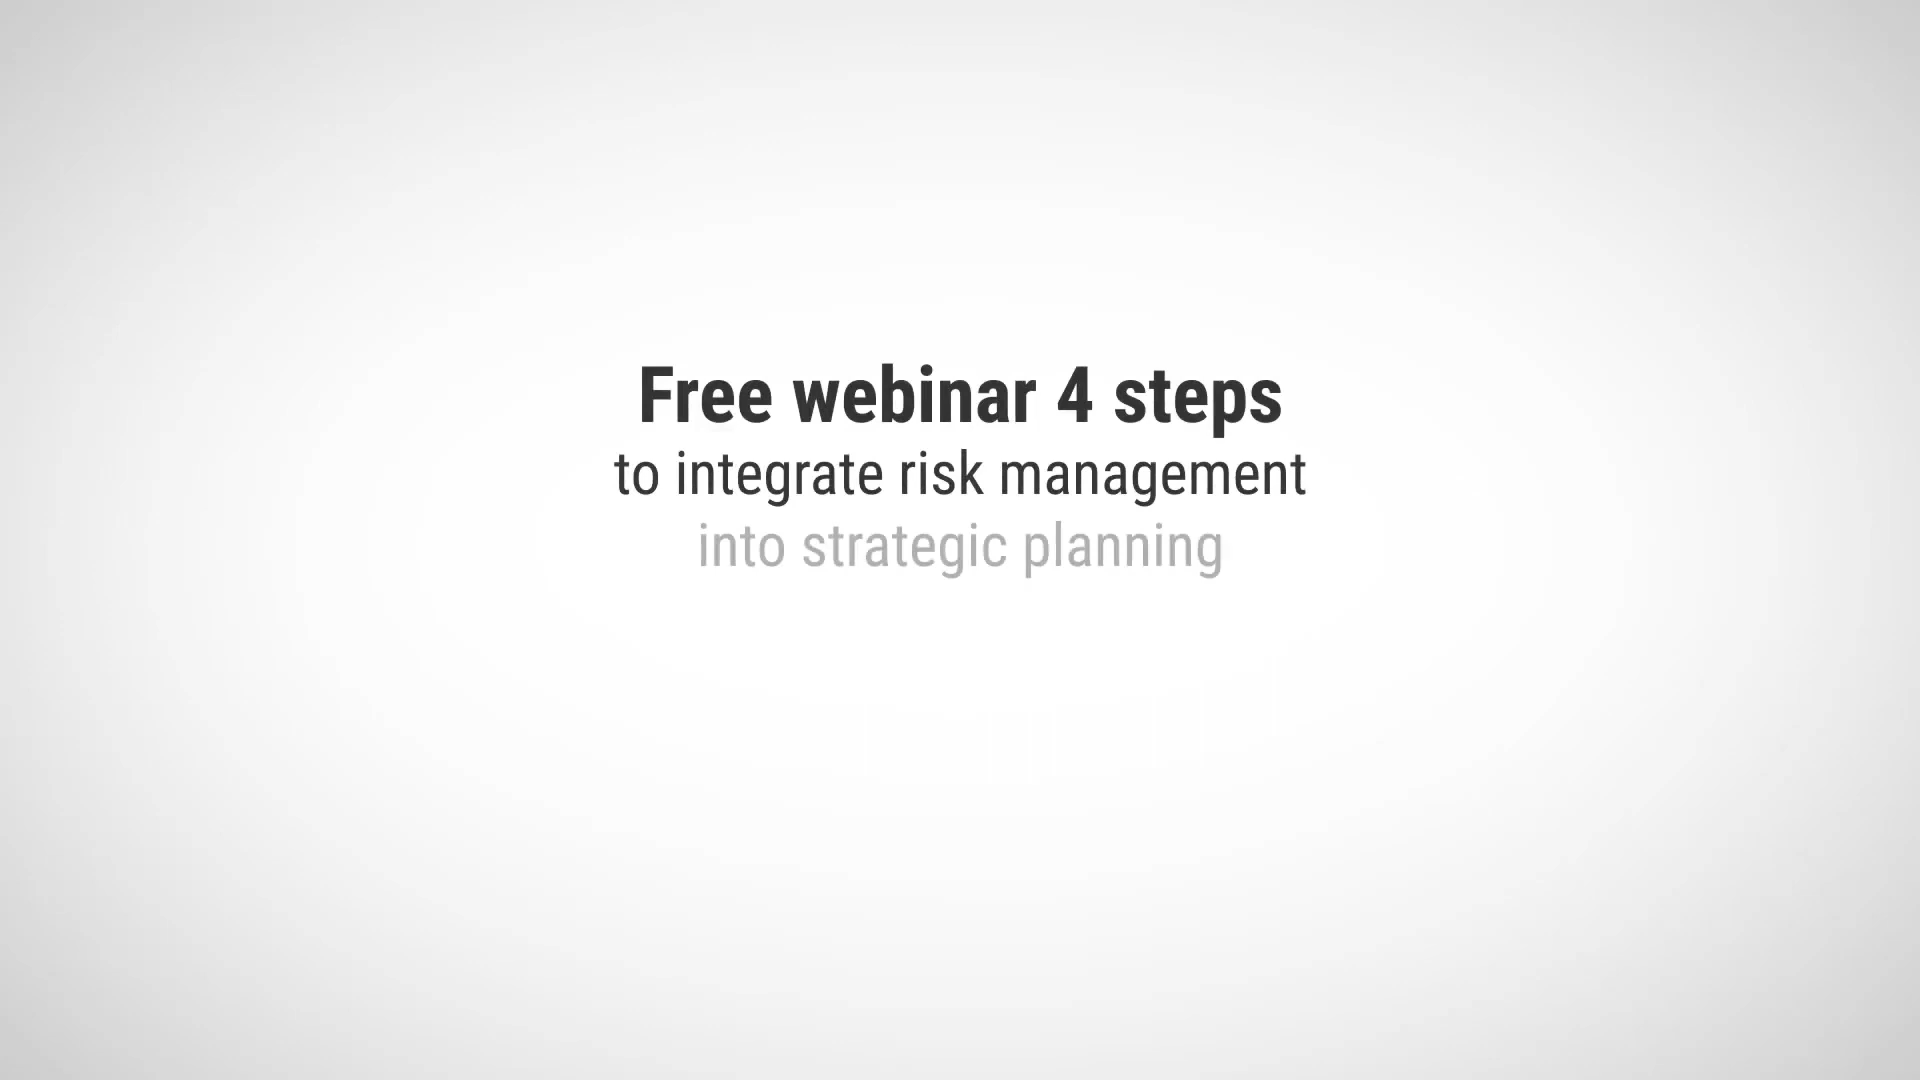 Free webinar 4 steps
to integrate risk management
into strategic planning